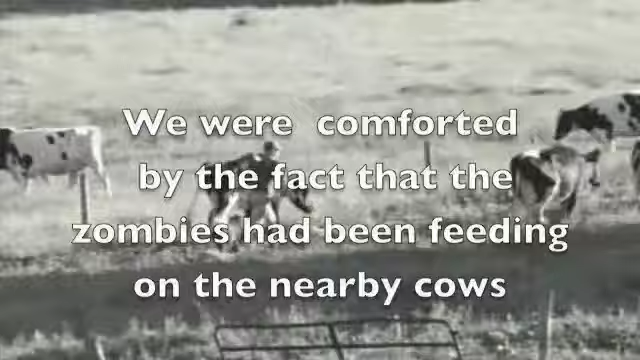 We were comforted
by the fact that the
zombies had been feeding
on the nearby cows